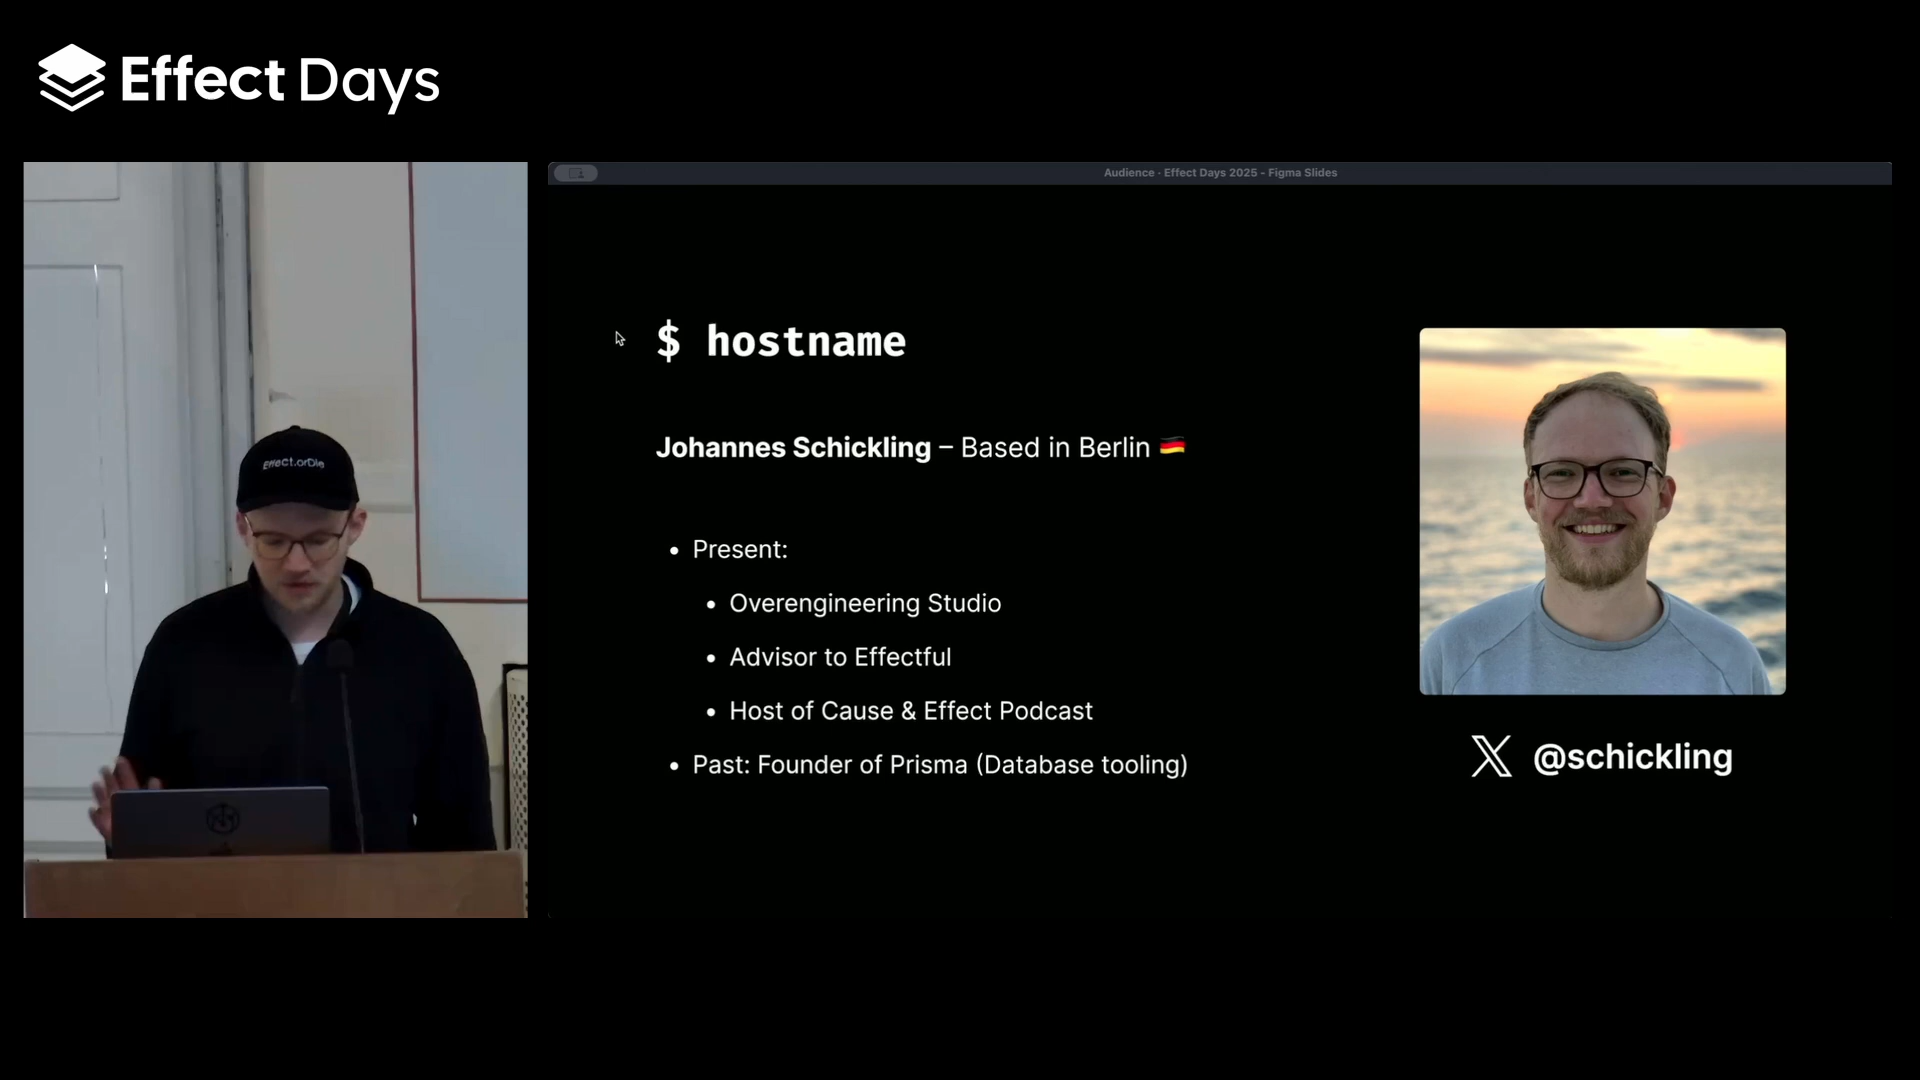 Effect Days
Audience - Effect Days 2025 - Figma Slides
Effect.orDie
$ hostname
Johannes Schickling – Based in Berlin 🇩🇪
• Present:
• Overengineering Studio
• Advisor to Effectful
• Host of Cause & Effect Podcast
• Past: Founder of Prisma (Database tooling)
X @schickling